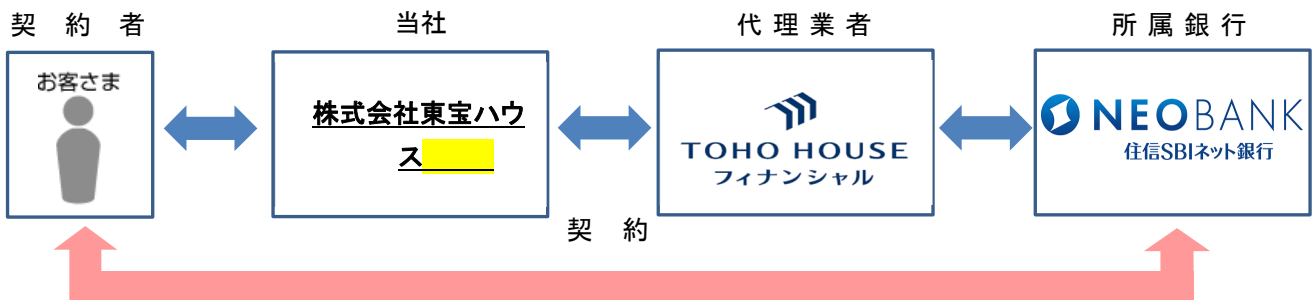 契約者
当社
代理業者
所属銀行
お客さま
株式会社東宝ハウ
ス
TOHO HOUSE
フィナンシャル
NEOBANK
住信SBIネット銀行
契約